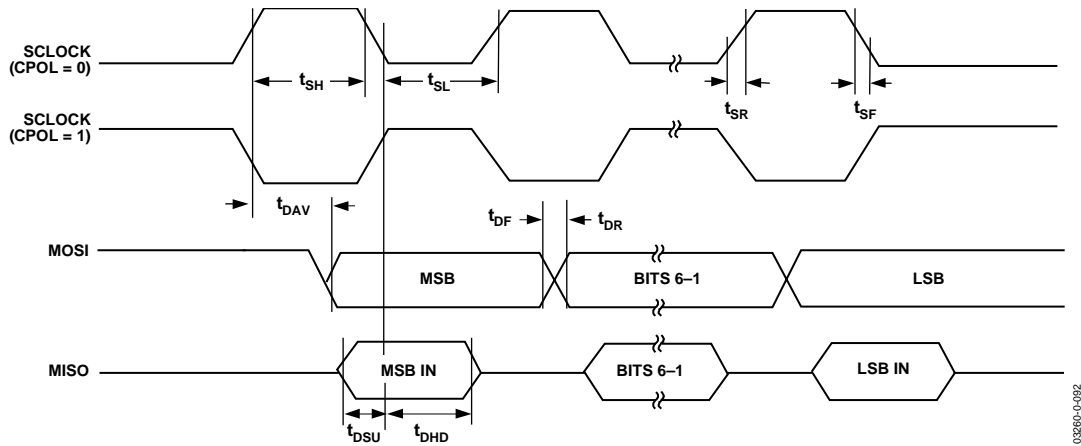 SCLOCK
(CPOL = 0)
tSH
tSL
tSR
tSF
SCLOCK
(CPOL = 1)
tDAV
tDF
tDR
MOSI
MSB
BITS 6–1
LSB
MISO
MSB IN
BITS 6–1
LSB IN
tDSU
tDHD
03260-0-092